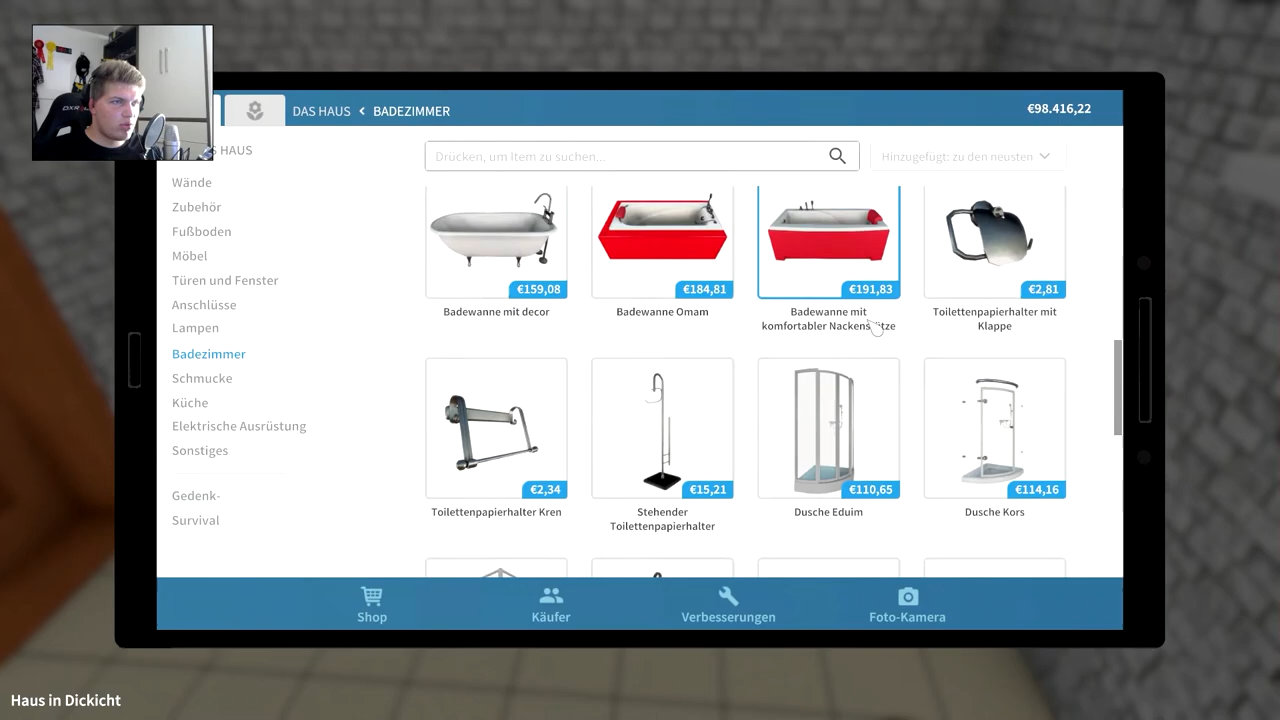 DAS HAUS < BADEZIMMER
€98.416,22
S HAUS
Drücken, um Item zu suchen...
Hinzugefügt: zu den neusten
Wände
Zubehör
Fußboden
Möbel
Türen und Fenster
Anschlüsse
Lampen
Badezimmer
Schmucke
Küche
Elektrische Ausrüstung
Sonstiges
Gedenk-
Survival
€159,08
€184,81
€191,83
€2,81
Badewanne mit decor
Badewanne Omam
Badewanne mit
komfortabler Nackenstütze
Toilettenpapierhalter mit
Klappe
€2,34
€15,21
€110,65
€114,16
Toilettenpapierhalter Kren
Stehender
Toilettenpapierhalter
Dusche Eduim
Dusche Kors
Shop
Käufer
Verbesserungen
Foto-Kamera
Haus in Dickicht